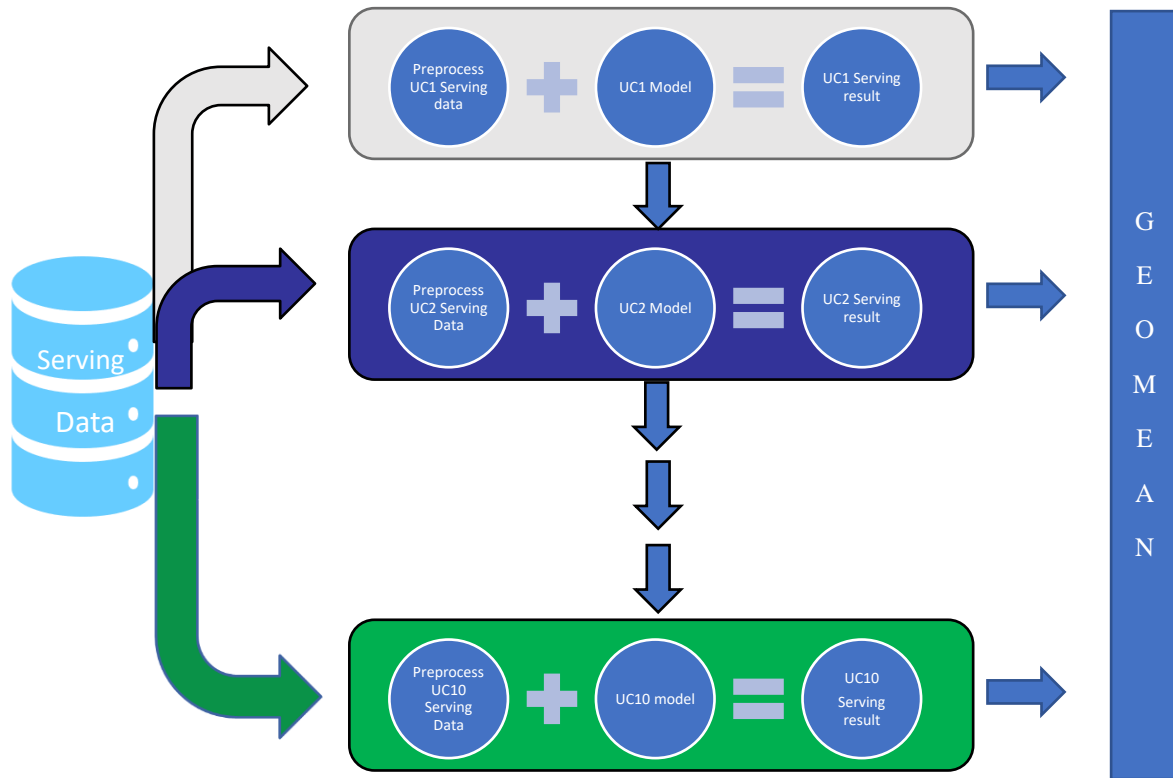 Serving
Data
Preprocess
UC1 Serving
data
UC1 Model
UC1 Serving
result
Preprocess
UC2 Serving
Data
UC2 Model
UC2 Serving
result
Preprocess
UC10
Serving
Data
UC10 model
UC10
Serving
result
G
E
O
M
E
A
N